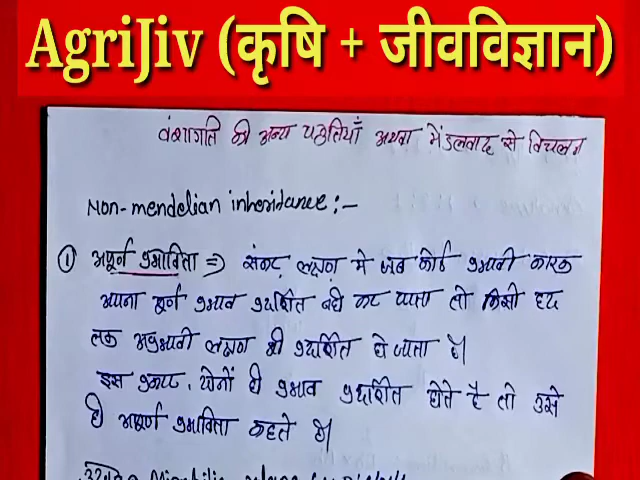 AgriJiv (कृषि + जीवविज्ञान)
वंशागति की अन्य पद्धतियाँ अथवा मेंडलवाद से विचलन
Non-mendelian inheridance:-
① अपूर्ण प्रभाविता ⇒ संकर लक्षण मे जब कोई प्रभावी कारक
अपना पूर्ण प्रभाव प्रदर्शित नही कर पाता तो किसी हद
तक अप्रभावी लक्षण भी प्रदर्शित हो जाता है।
इस प्रकार, दोनों ही प्रभाव प्रदर्शित होते है तो उसे
ही अपूर्ण प्रभाविता कहते है।